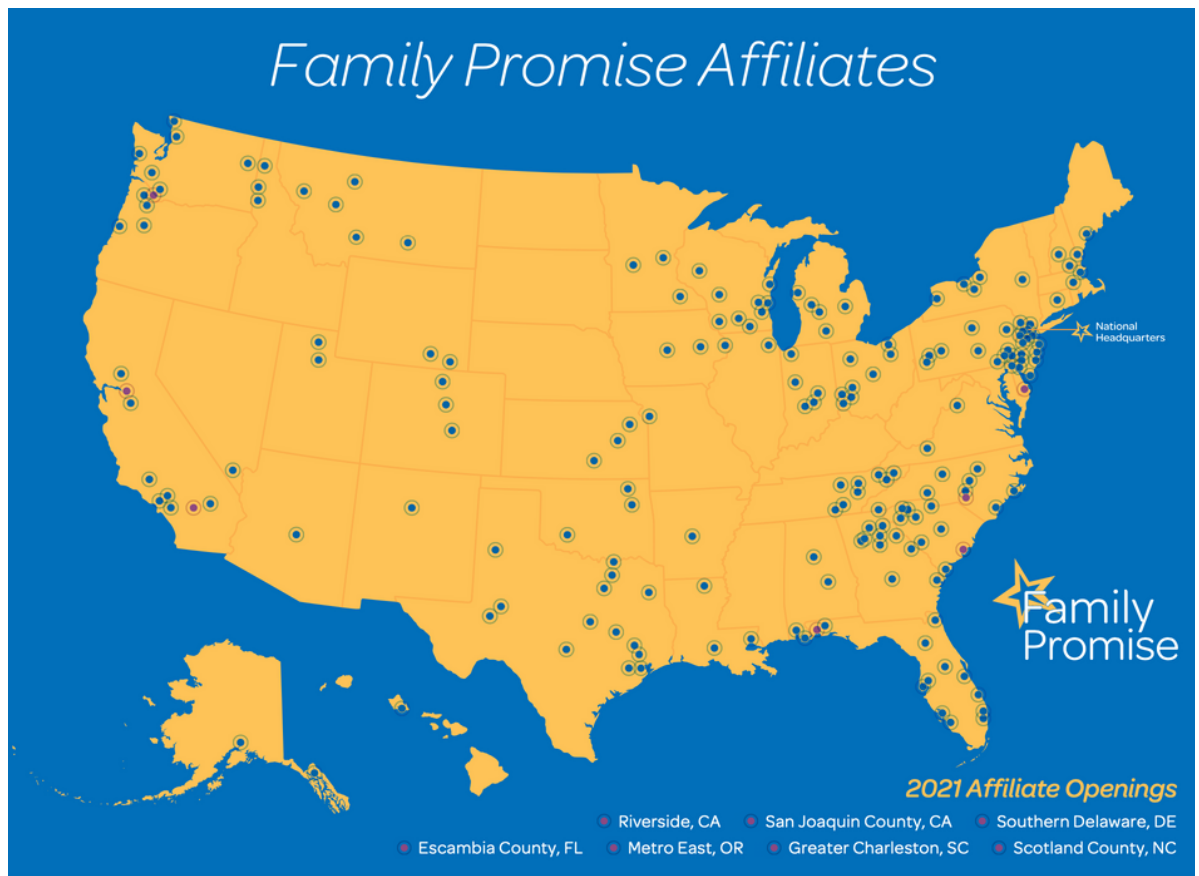 Family Promise Affiliates
National
Headquarters
Family
Promise
2021 Affiliate Openings
Riverside, CA San Joaquin County, CA Southern Delaware, DE
Escambia County, FL Metro East, OR Greater Charleston, SC Scotland County, NC